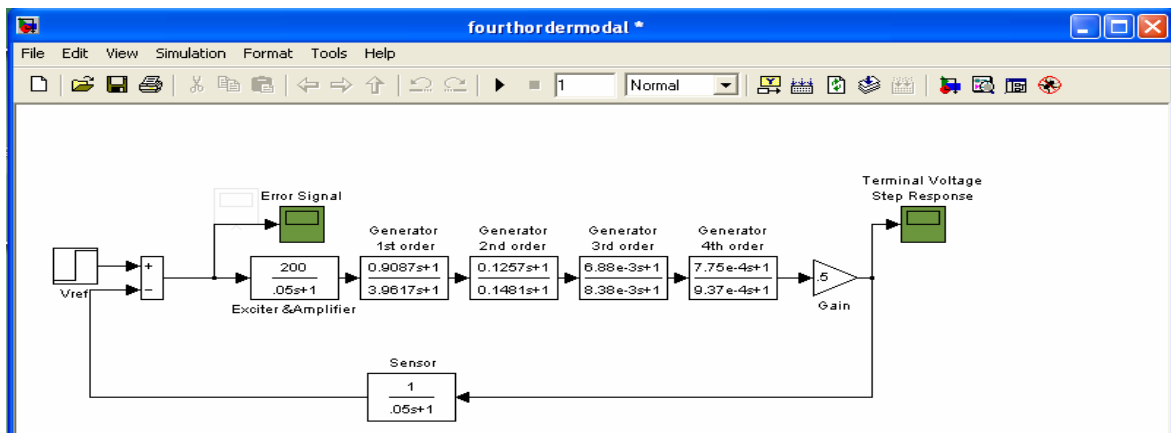 fourthordermodal *
File Edit View Simulation Format Tools Help
1 Normal
Error Signal
Terminal Voltage
Step Response
Generator
1st order
Generator
2nd order
Generator
3rd order
Generator
4th order
Vref
+
−
200
.05s+1
Exciter &Amplifier
0.9087s+1
3.9617s+1
0.1257s+1
0.1481s+1
6.88e-3s+1
8.38e-3s+1
7.75e-4s+1
9.37e-4s+1
.5
Gain
Sensor
1
.05s+1